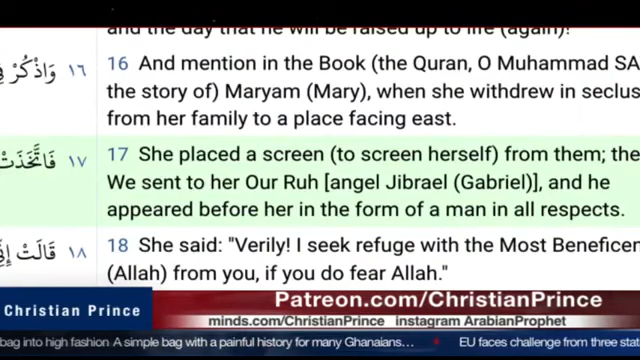 and the day that he will be raised up to life (again)!
وَاذْكُرْ ١٦
16 And mention in the Book (the Quran, O Muhammad SA
the story of) Maryam (Mary), when she withdrew in seclus
from her family to a place facing east.
فَاتَّخَذَتْ ١٧
17 She placed a screen (to screen herself) from them; the
We sent to her Our Ruh [angel Jibrael (Gabriel)], and he
appeared before her in the form of a man in all respects.
قَالَتْ إِنِّي ١٨
18 She said: "Verily! I seek refuge with the Most Beneficen
(Allah) from you, if you do fear Allah."
Christian Prince
Patreon.com/ChristianPrince
minds.com/ChristianPrince instagram ArabianProphet
bag into high fashion A simple bag with a painful history for many Ghanaians... EU faces challenge from three stat